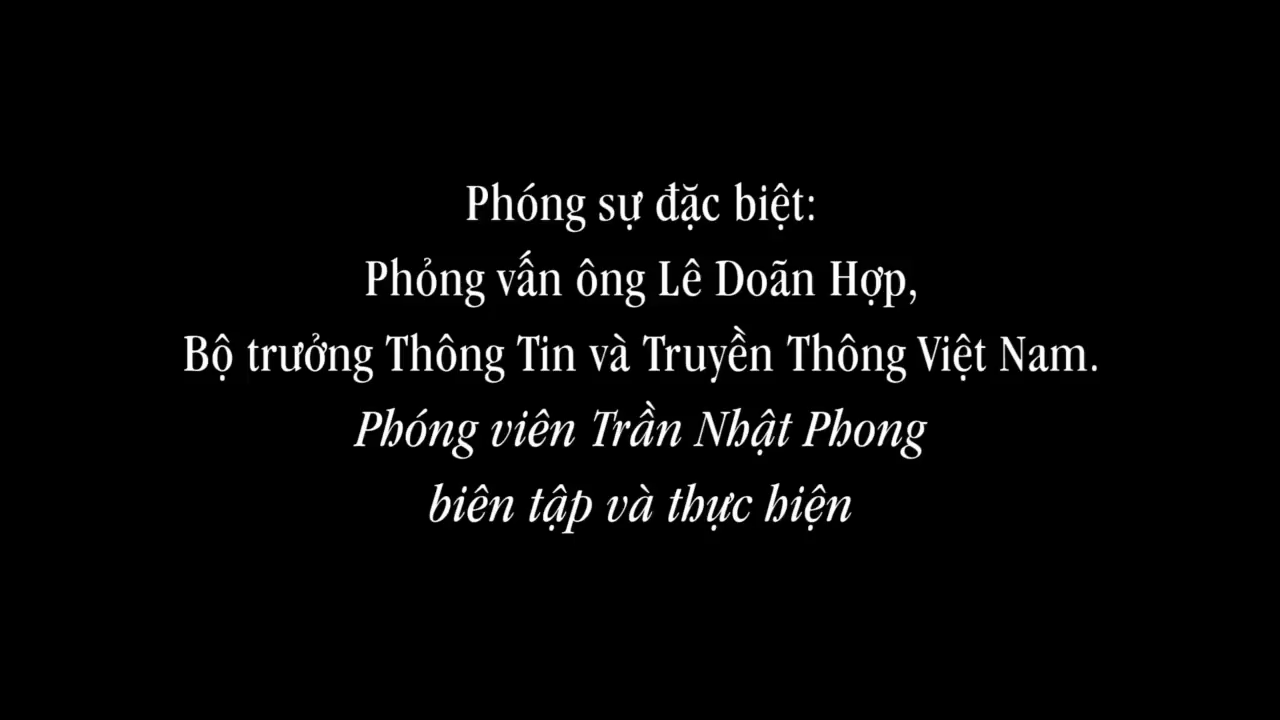 Phóng sự đặc biệt:
Phỏng vấn ông Lê Doãn Hợp,
Bộ trưởng Thông Tin và Truyền Thông Việt Nam.
Phóng viên Trần Nhật Phong
biên tập và thực hiện